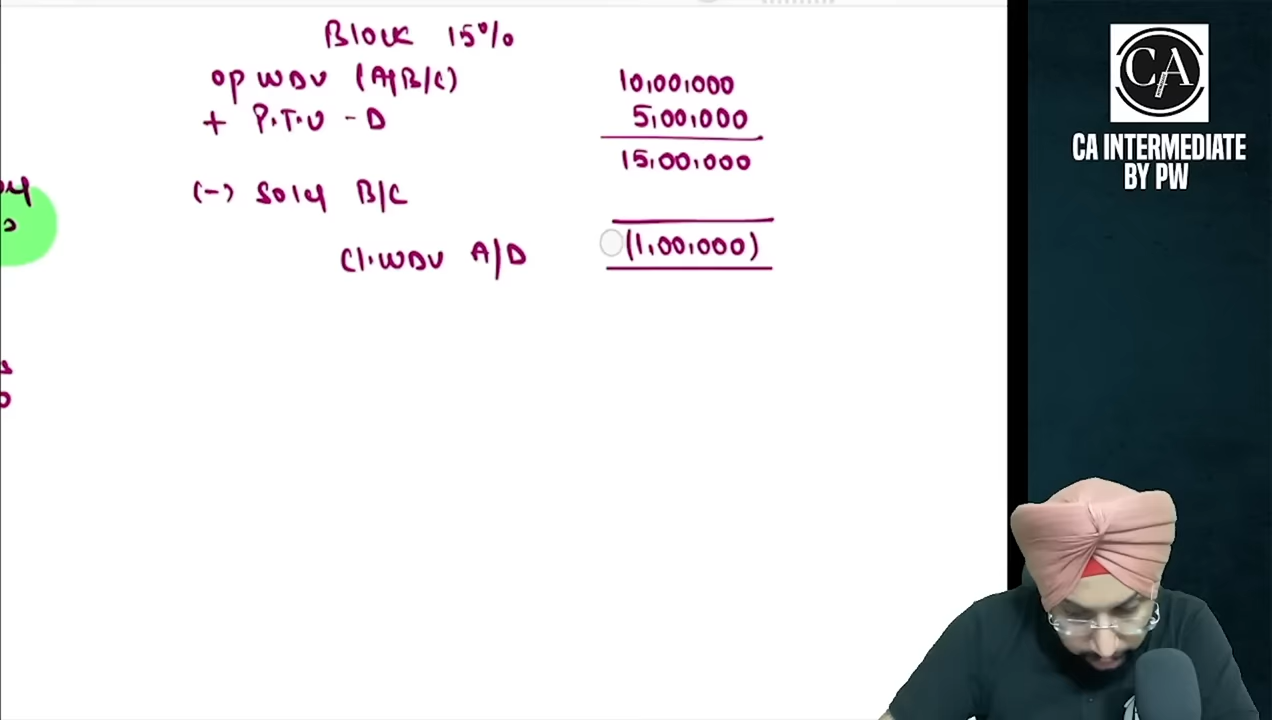 Block 15%
op WDV (A/B/C) 10,00,000
+ P.T.U - D 5,00,000
15,00,000
(-) Sold B/C
Cl. WDV A/D (1,00,000)
CA
CA INTERMEDIATE
BY PW